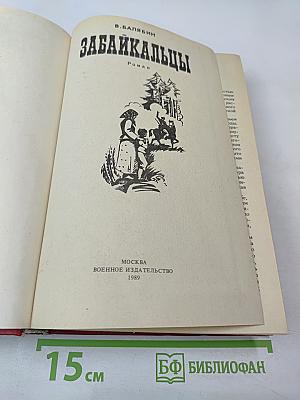 В. БАЛЯБИН
ЗАБАЙКАЛЬЦЫ
Роман
МОСКВА
ВОЕННОЕ ИЗДАТЕЛЬСТВО
1989
15 см
БФ БИБЛИОФАН